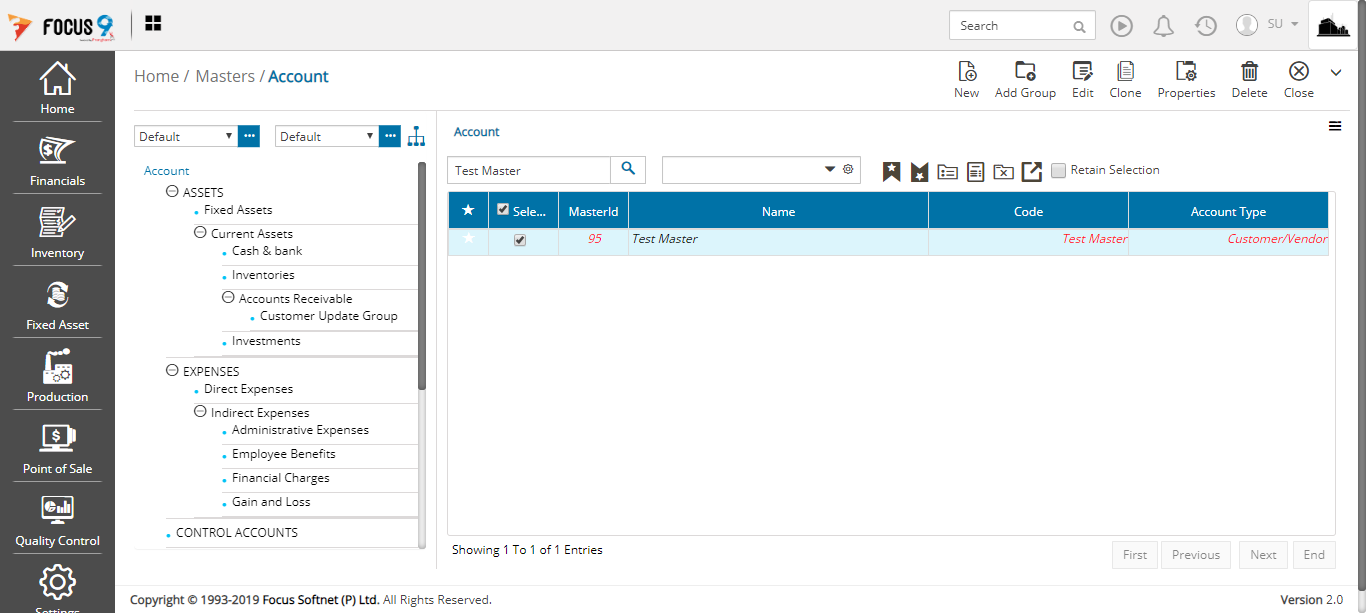 FOCUS 9
Search
SU
Home
Financials
Inventory
Fixed Asset
Production
Point of Sale
Quality Control
Settings
Home / Masters / Account
New Add Group Edit Clone Properties Delete Close
Default ... Default ...
Account
ASSETS
Fixed Assets
Current Assets
Cash & bank
Inventories
Accounts Receivable
Customer Update Group
Investments
EXPENSES
Direct Expenses
Indirect Expenses
Administrative Expenses
Employee Benefits
Financial Charges
Gain and Loss
CONTROL ACCOUNTS
Account
Test Master
Retain Selection
Sele... MasterId Name Code Account Type
95 Test Master Test Master Customer/Vendor
Showing 1 To 1 of 1 Entries
First Previous Next End
Copyright © 1993-2019 Focus Softnet (P) Ltd. All Rights Reserved.
Version 2.0